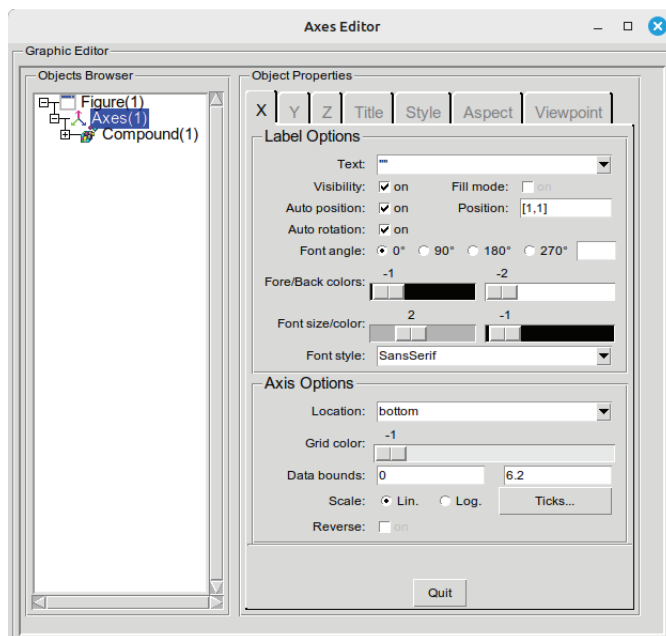 Axes Editor
Graphic Editor
Objects Browser
Object Properties
Figure(1)
Axes(1)
Compound(1)
X Y Z Title Style Aspect Viewpoint
Label Options
Text: ""
Visibility: on Fill mode: on
Auto position: on Position: [1,1]
Auto rotation: on
Font angle: 0° 90° 180° 270°
-1 -2
Fore/Back colors:
2 -1
Font size/color:
Font style: SansSerif
Axis Options
Location: bottom
-1
Grid color:
Data bounds: 0 6.2
Scale: Lin. Log. Ticks...
Reverse: on
Quit